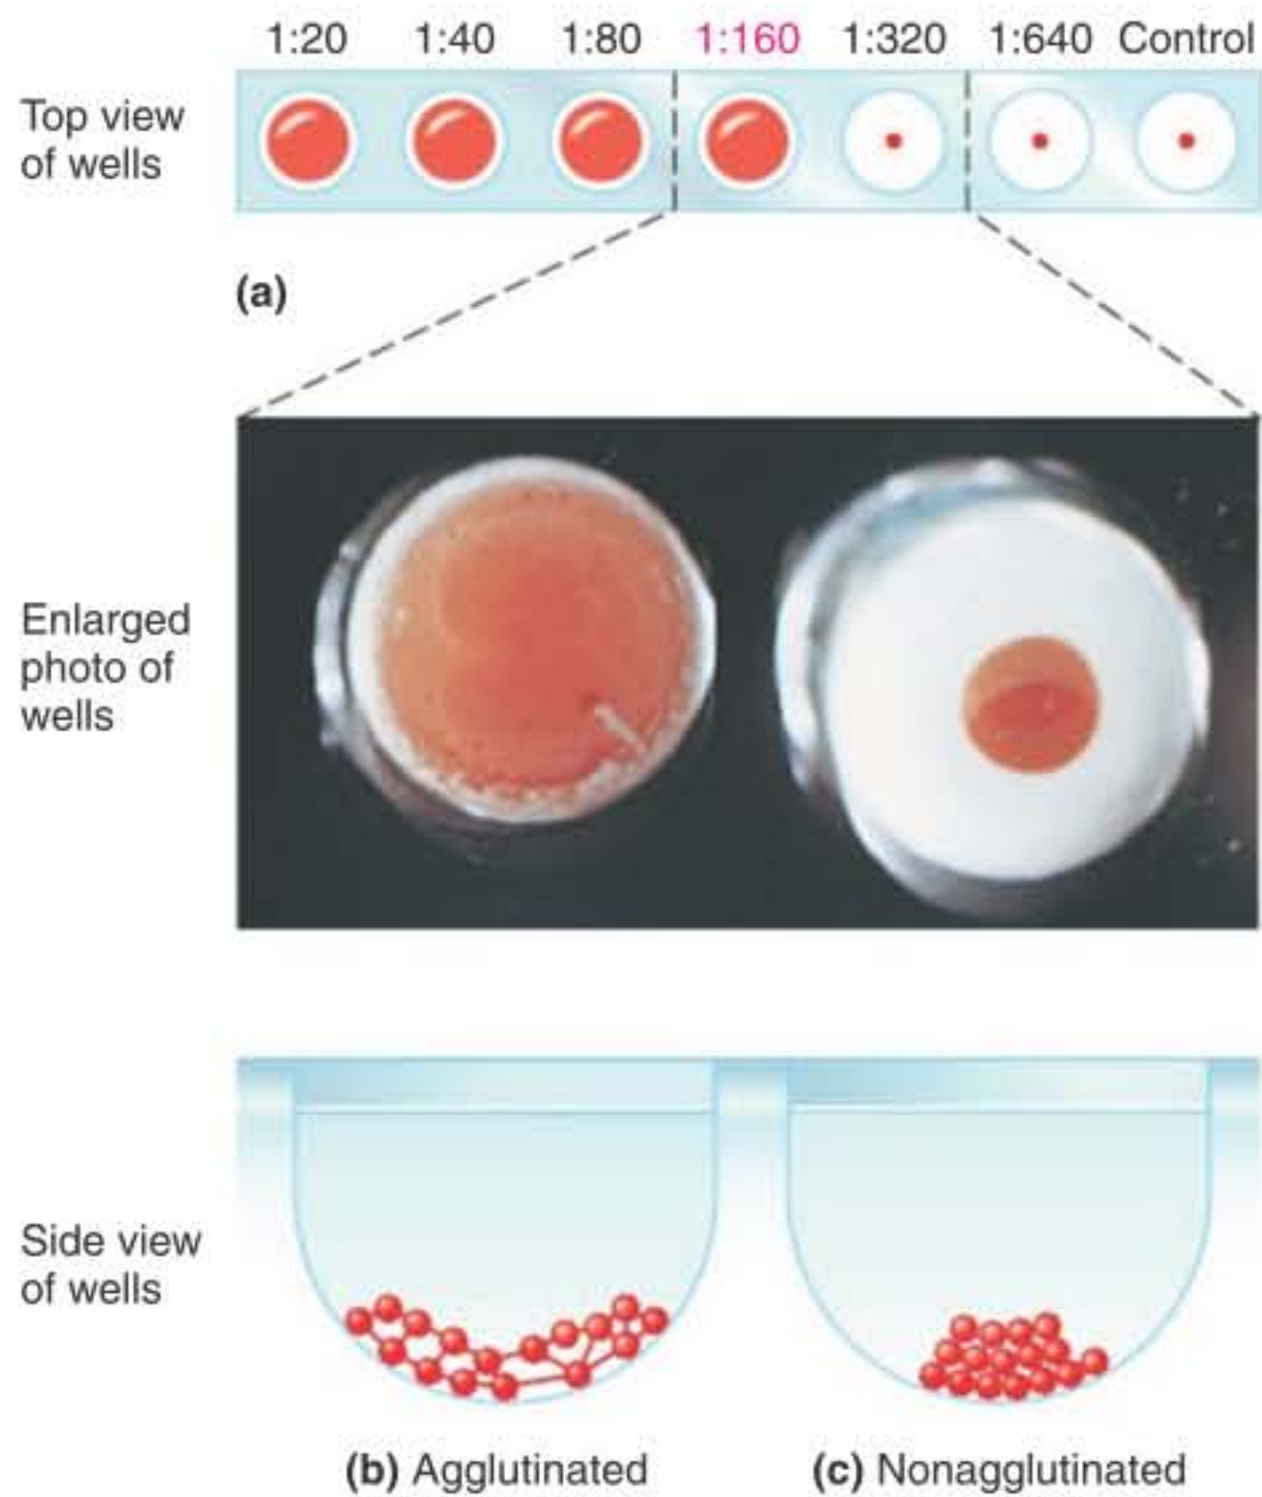 1:20 1:40 1:80 1:160 1:320 1:640 Control
Top view
of wells
(a)
Enlarged
photo of
wells
Side view
of wells
(b) Agglutinated
(c) Nonagglutinated